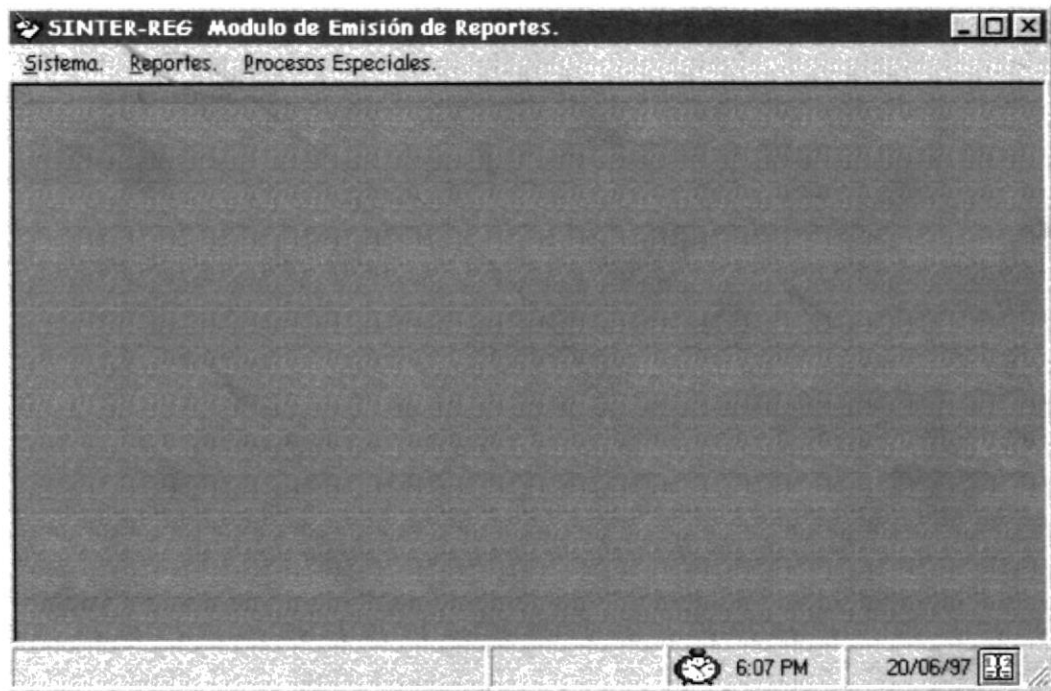 SINTER-REG Modulo de Emisión de Reportes.
Sistema. Reportes. Procesos Especiales.
6:07 PM 20/06/97